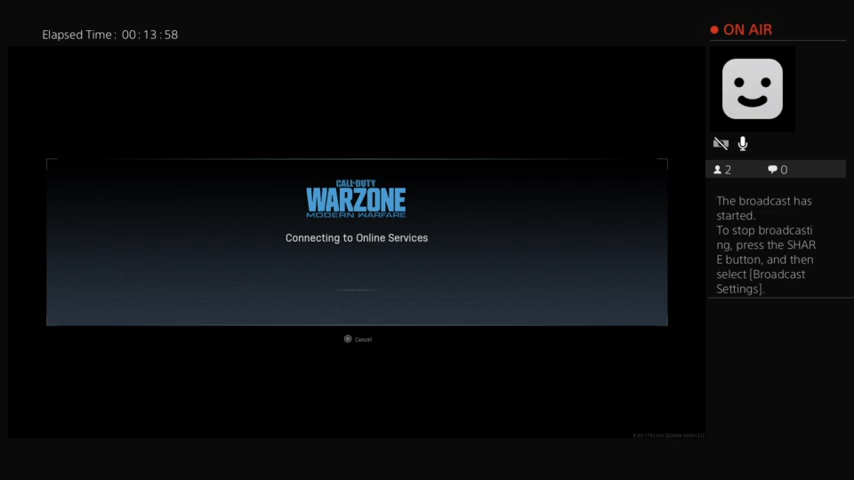 Elapsed Time: 00:13:58
ON AIR
2
0
The broadcast has
started.
To stop broadcasti
ng, press the SHAR
E button, and then
select [Broadcast
Settings].
CALL·DUTY
WARZONE
MODERN WARFARE
Connecting to Online Services
Cancel